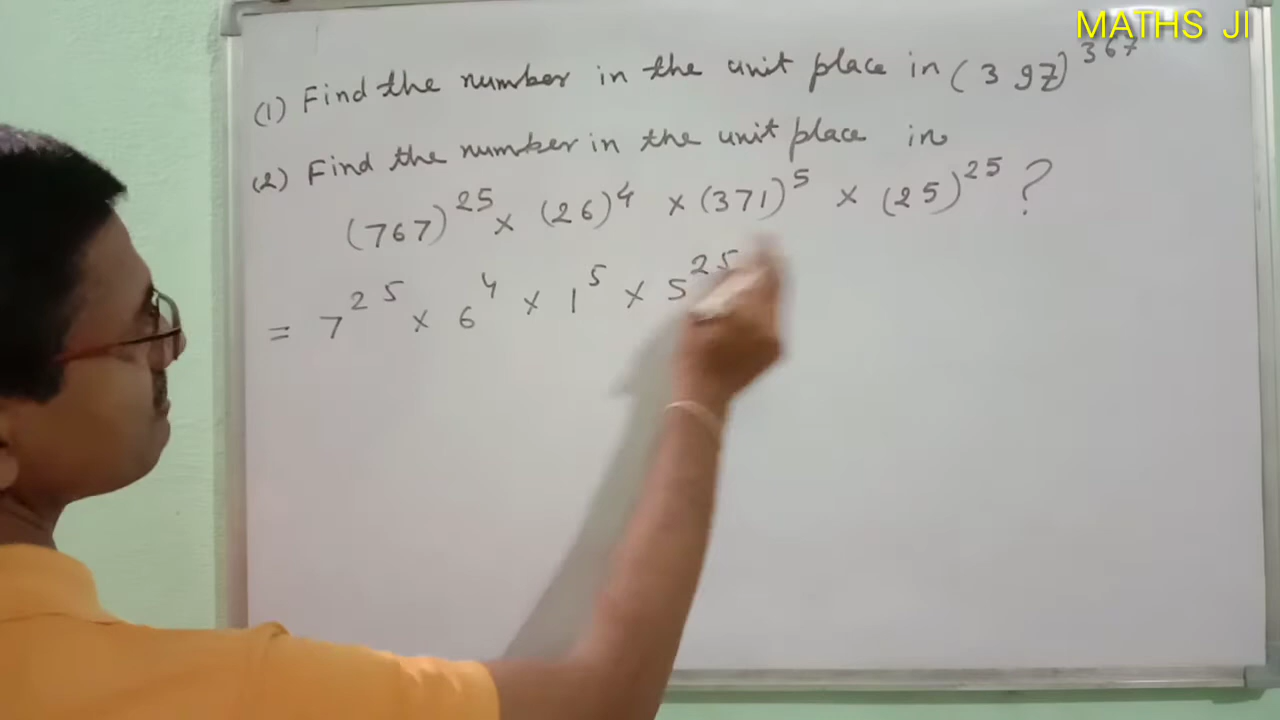 MATHS JI
(1) Find the number in the unit place in (397)^367
(2) Find the number in the unit place in
(767)^25 × (26)^4 × (371)^5 × (25)^25 ?
= 7^25 × 6^4 × 1^5 × 5^25